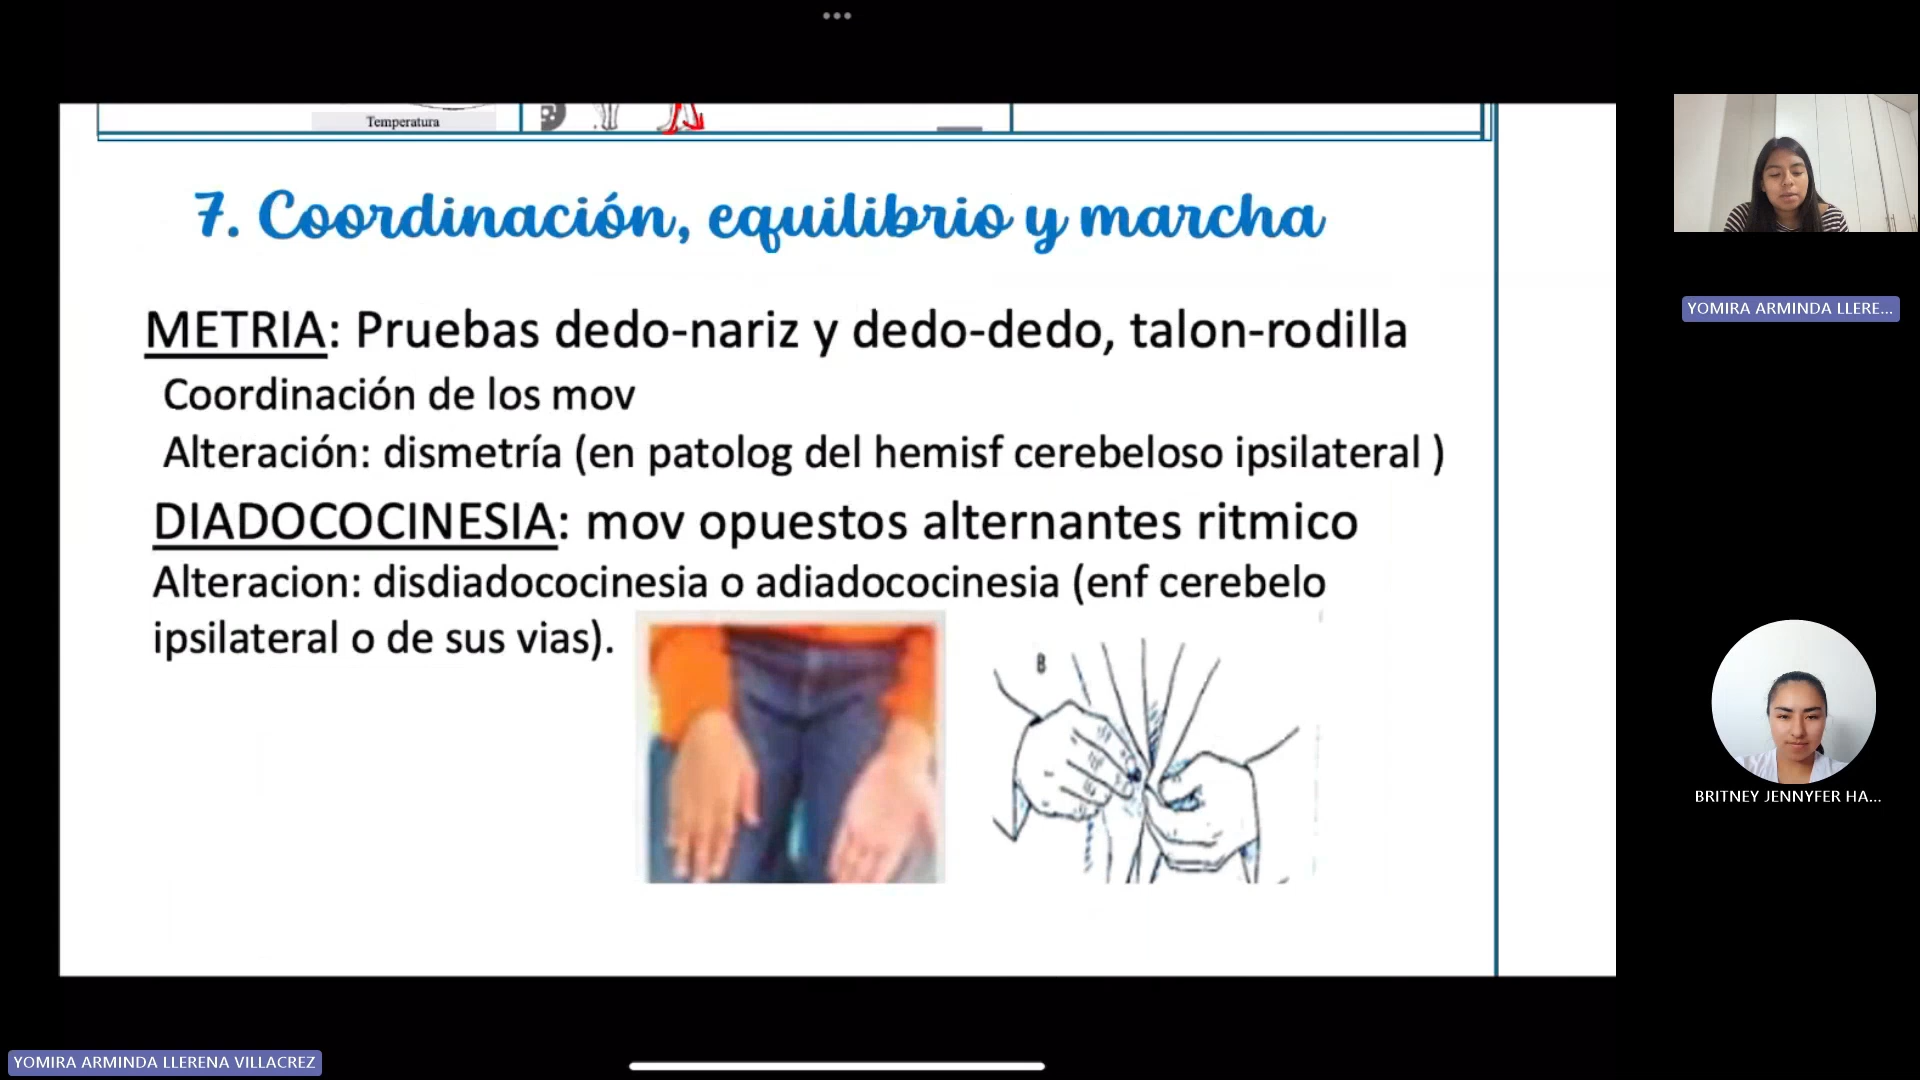 Temperatura
7. Coordinación, equilibrio y marcha
METRIA: Pruebas dedo-nariz y dedo-dedo, talon-rodilla
Coordinación de los mov
Alteración: dismetría (en patolog del hemisf cerebeloso ipsilateral )
DIADOCOCINESIA: mov opuestos alternantes ritmico
Alteracion: disdiadococinesia o adiadococinesia (enf cerebelo
ipsilateral o de sus vias).
B
YOMIRA ARMINDA LLERE...
BRITNEY JENNYFER HA...
YOMIRA ARMINDA LLERENA VILLACREZ